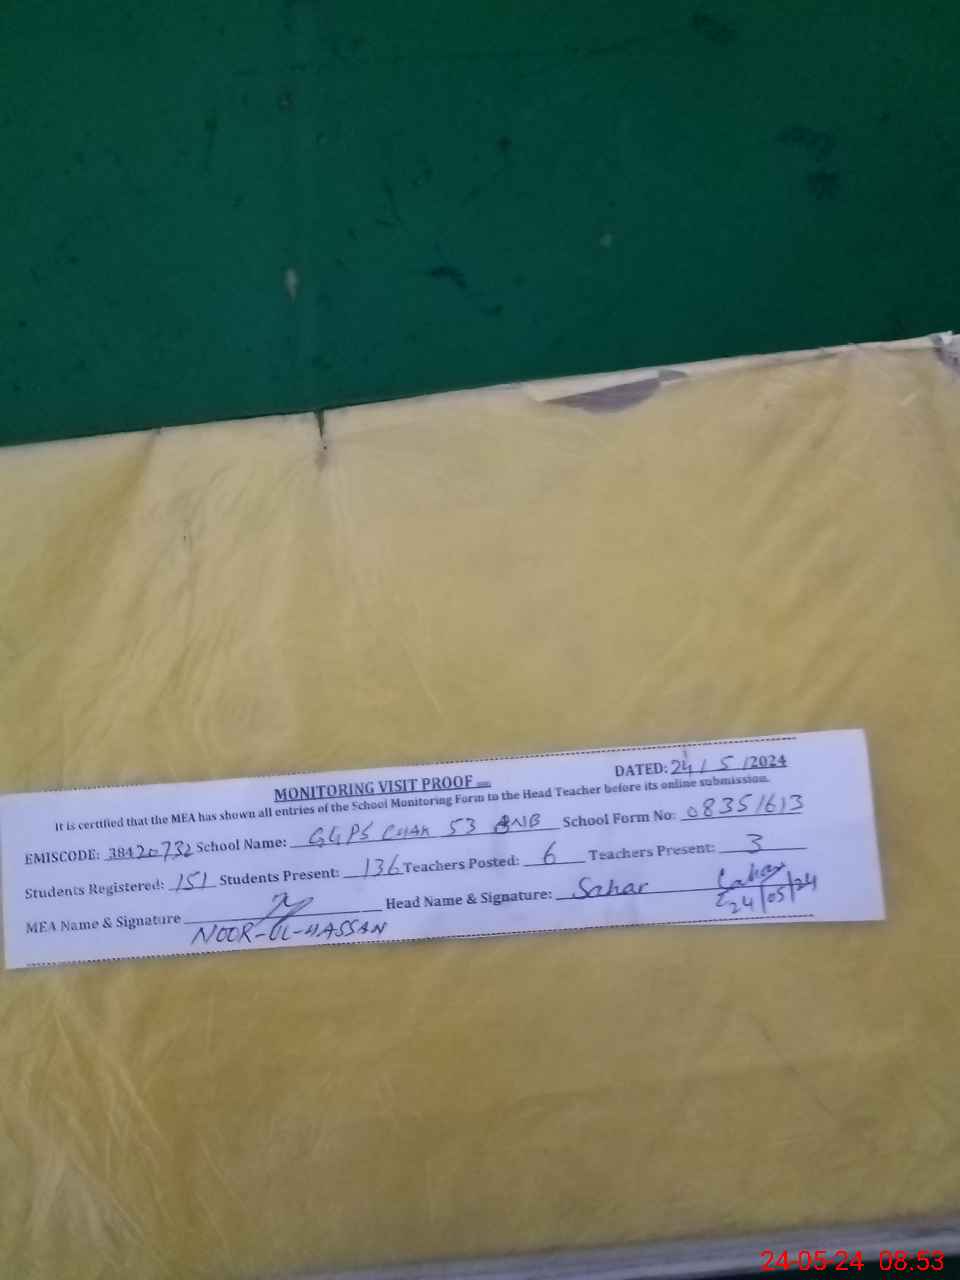 MONITORING VISIT PROOF
DATED: 24/5/2024
It is certified that the MEA has shown all entries of the School Monitoring Form to the Head Teacher before its online submission.
EMISCODE: 38420732 School Name: GGPS CHAK 53 ANB School Form No: 08351613
Students Registered: 151 Students Present: 136 Teachers Posted: 6 Teachers Present: 3
MEA Name & Signature NOOR-UL-HASSAN Head Name & Signature: Sahar Sahar
24/05/24
24-05-24 08.53